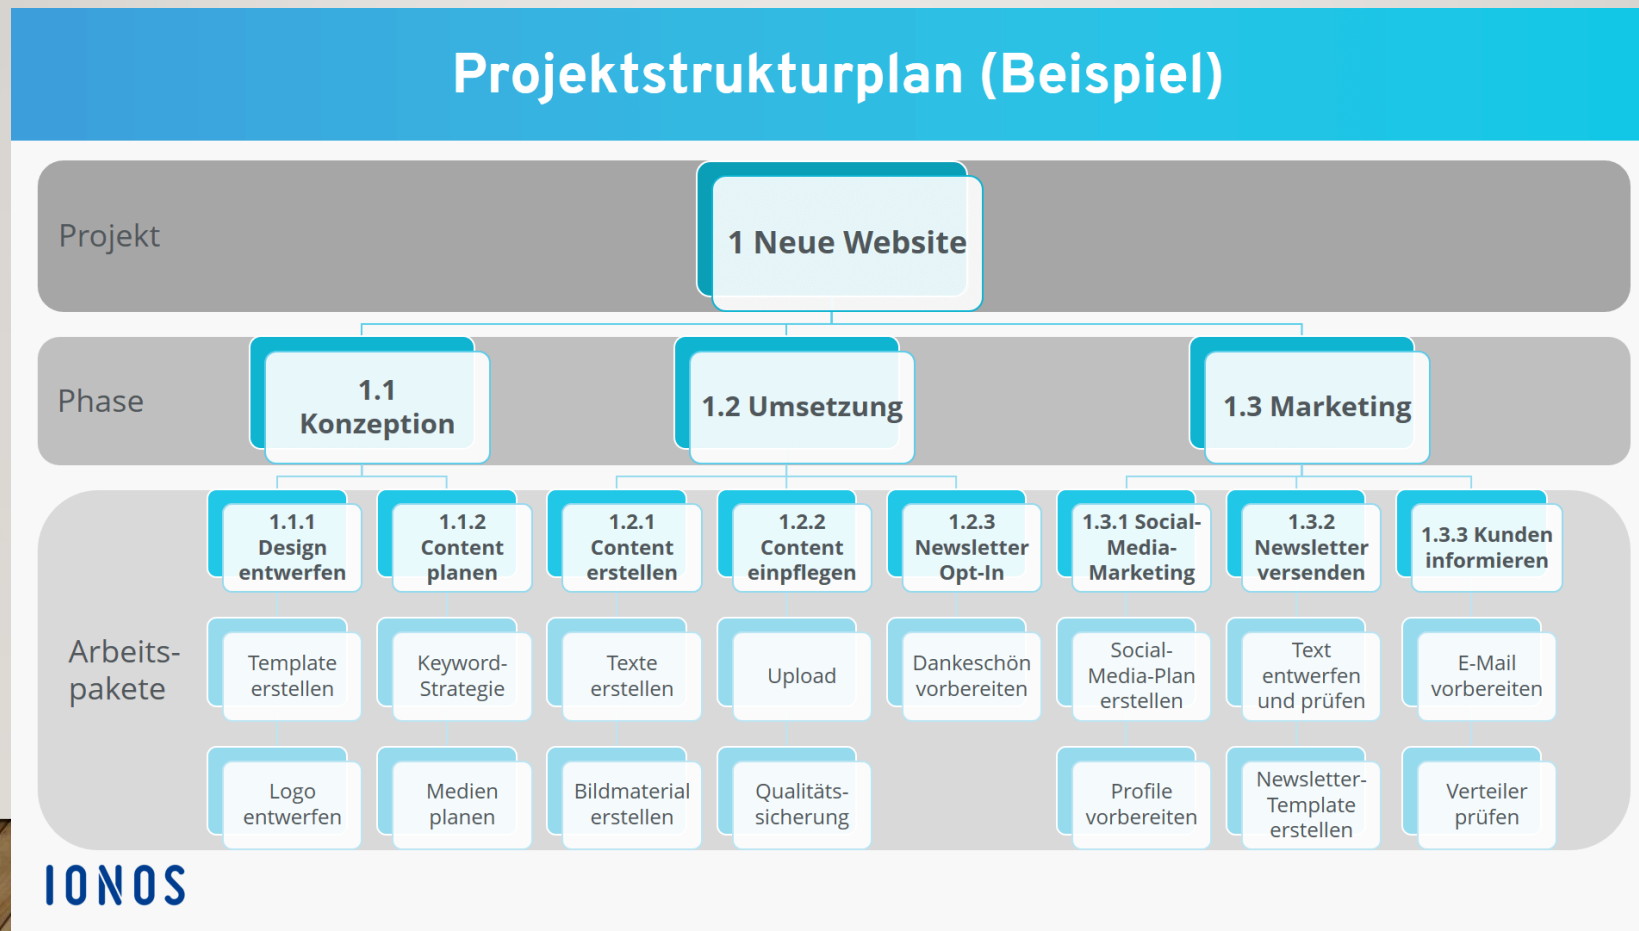 Projektstrukturplan (Beispiel)
Projekt
1 Neue Website
Phase
1.1
Konzeption
1.2 Umsetzung
1.3 Marketing
Arbeits-
pakete
1.1.1
Design
entwerfen
1.1.2
Content
planen
1.2.1
Content
erstellen
1.2.2
Content
einpflegen
1.2.3
Newsletter
Opt-In
1.3.1 Social-
Media-
Marketing
1.3.2
Newsletter
versenden
1.3.3 Kunden
informieren
Template
erstellen
Keyword-
Strategie
Texte
erstellen
Upload
Dankeschön
vorbereiten
Social-
Media-Plan
erstellen
Text
entwerfen
und prüfen
E-Mail
vorbereiten
Logo
entwerfen
Medien
planen
Bildmaterial
erstellen
Qualitäts-
sicherung
Profile
vorbereiten
Newsletter-
Template
erstellen
Verteiler
prüfen
IONOS